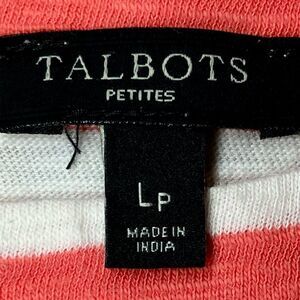 TALBOTS
PETITES
LP
MADE IN
INDIA